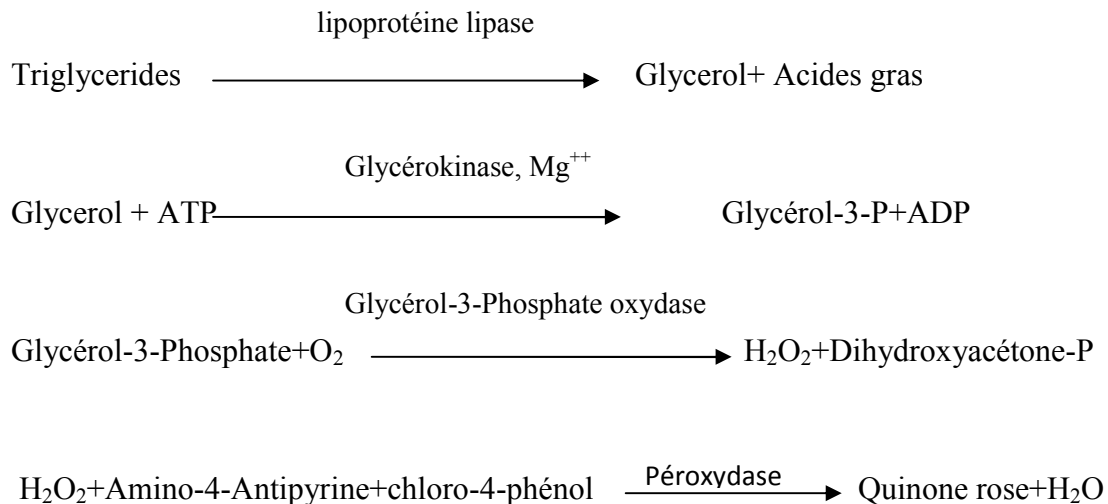 lipoprotéine lipase
Triglycerides Glycerol+ Acides gras
Glycérokinase, Mg⁺⁺
Glycerol + ATP Glycérol-3-P+ADP
Glycérol-3-Phosphate oxydase
Glycérol-3-Phosphate+O₂ H₂O₂+Dihydroxyacétone-P
Péroxydase
H₂O₂+Amino-4-Antipyrine+chloro-4-phénol Quinone rose+H₂O